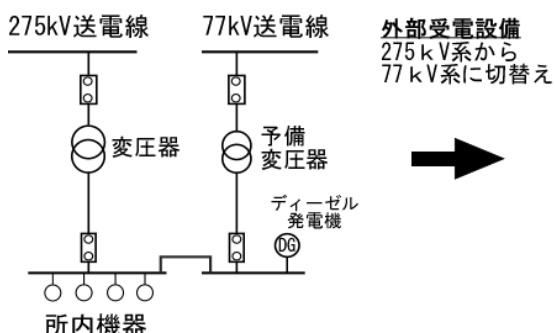 275kV送電線
77kV送電線
外部受電設備
275ｋV系から
77ｋV系に切替え
変圧器
予備
変圧器
ディーゼル
発電機
DG
所内機器